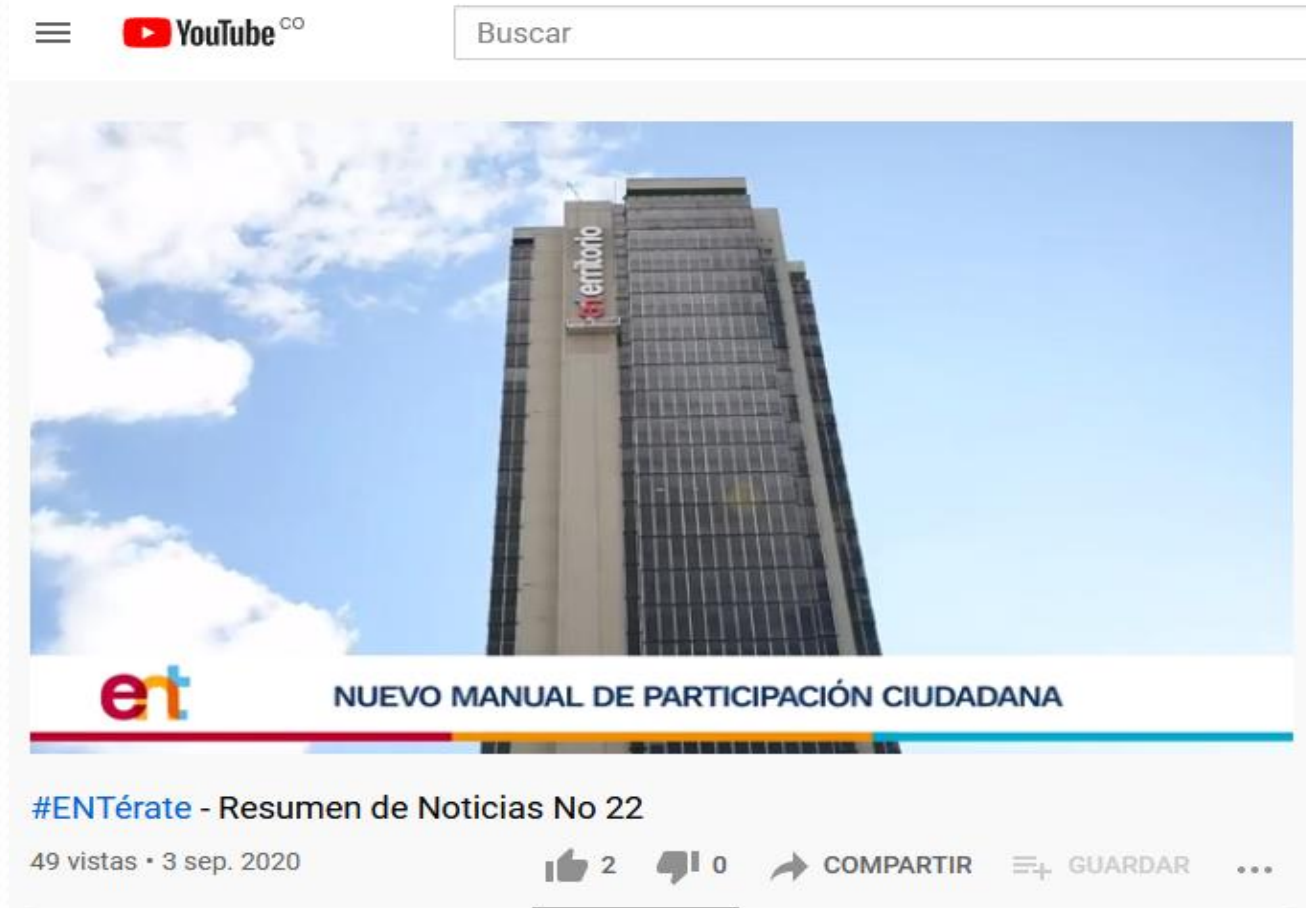 YouTube CO
Buscar
enterritorio
ent
NUEVO MANUAL DE PARTICIPACIÓN CIUDADANA
#ENTérate - Resumen de Noticias No 22
49 vistas • 3 sep. 2020
2
0
COMPARTIR
GUARDAR